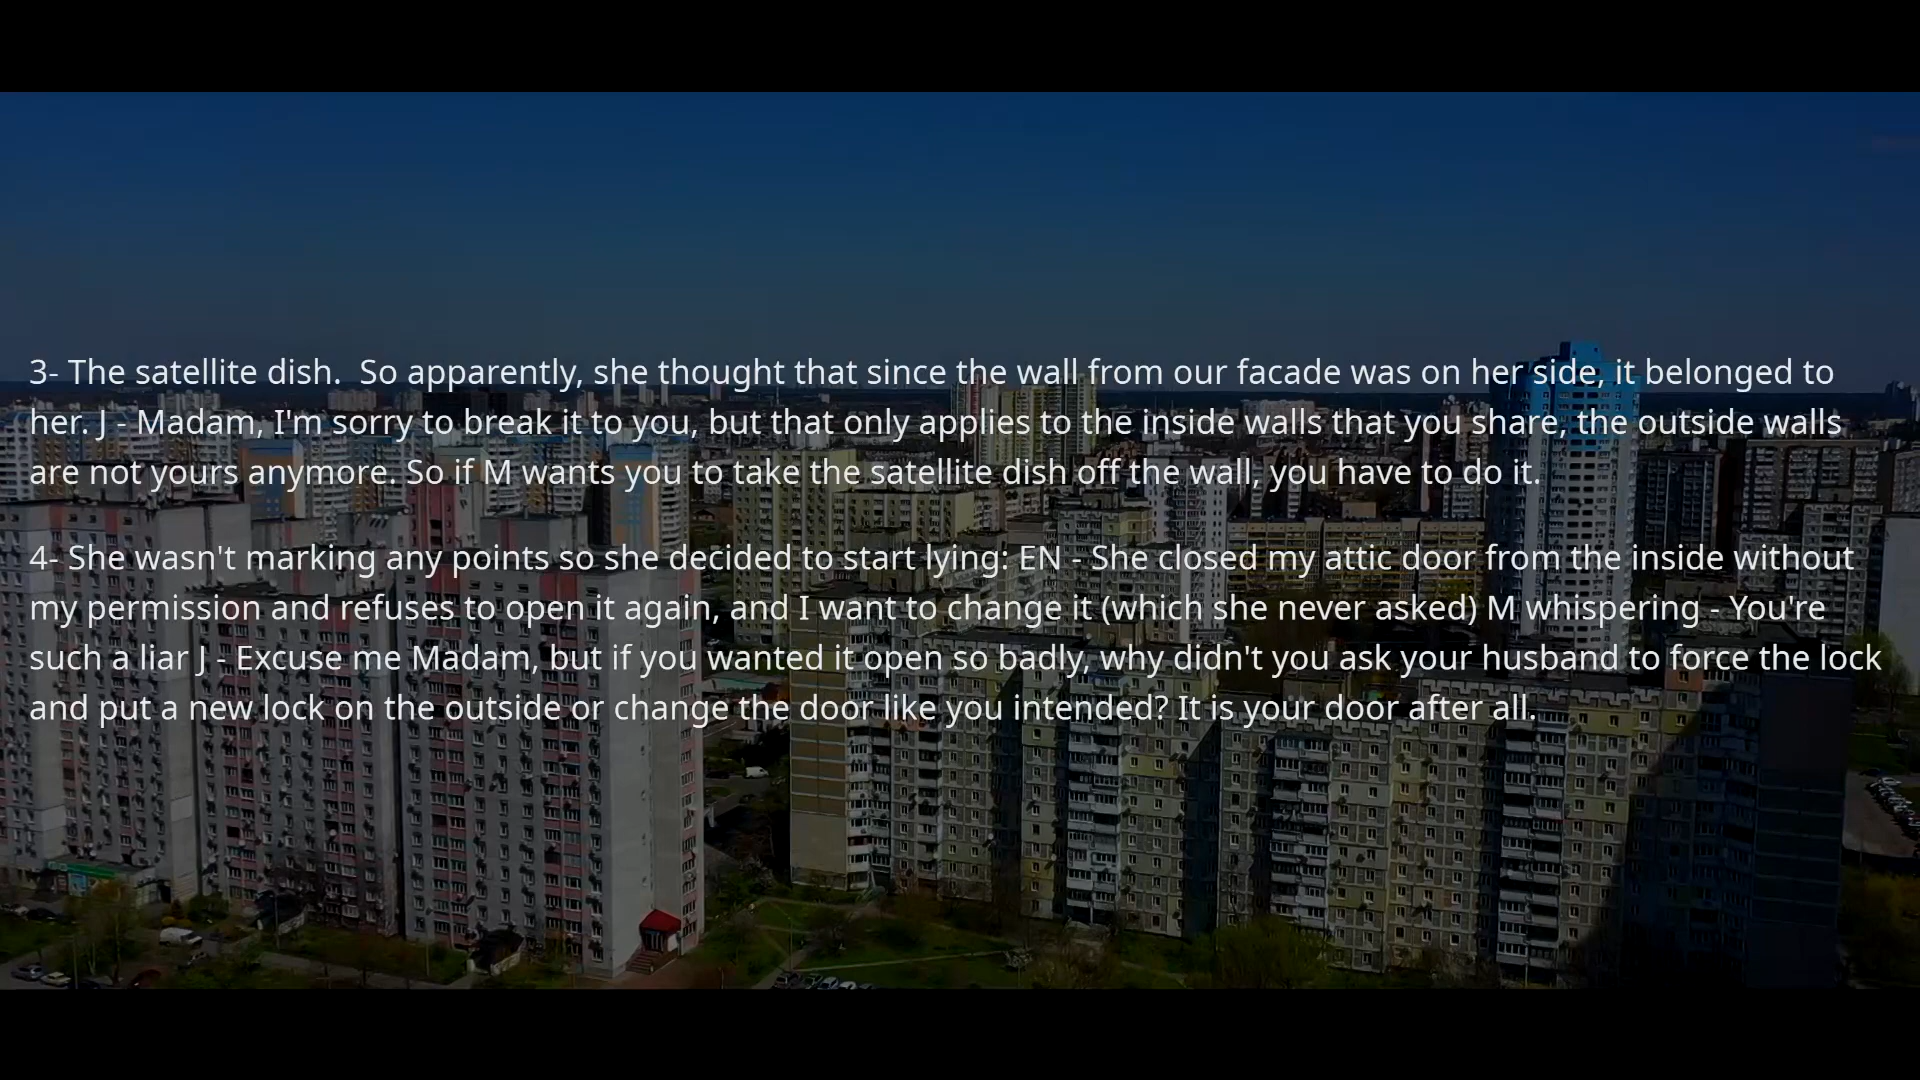 3- The satellite dish.  So apparently, she thought that since the wall from our facade was on her side, it belonged to
her. J - Madam, I'm sorry to break it to you, but that only applies to the inside walls that you share, the outside walls
are not yours anymore. So if M wants you to take the satellite dish off the wall, you have to do it.
4- She wasn't marking any points so she decided to start lying: EN - She closed my attic door from the inside without
my permission and refuses to open it again, and I want to change it (which she never asked) M whispering - You're
such a liar J - Excuse me Madam, but if you wanted it open so badly, why didn't you ask your husband to force the lock
and put a new lock on the outside or change the door like you intended? It is your door after all.